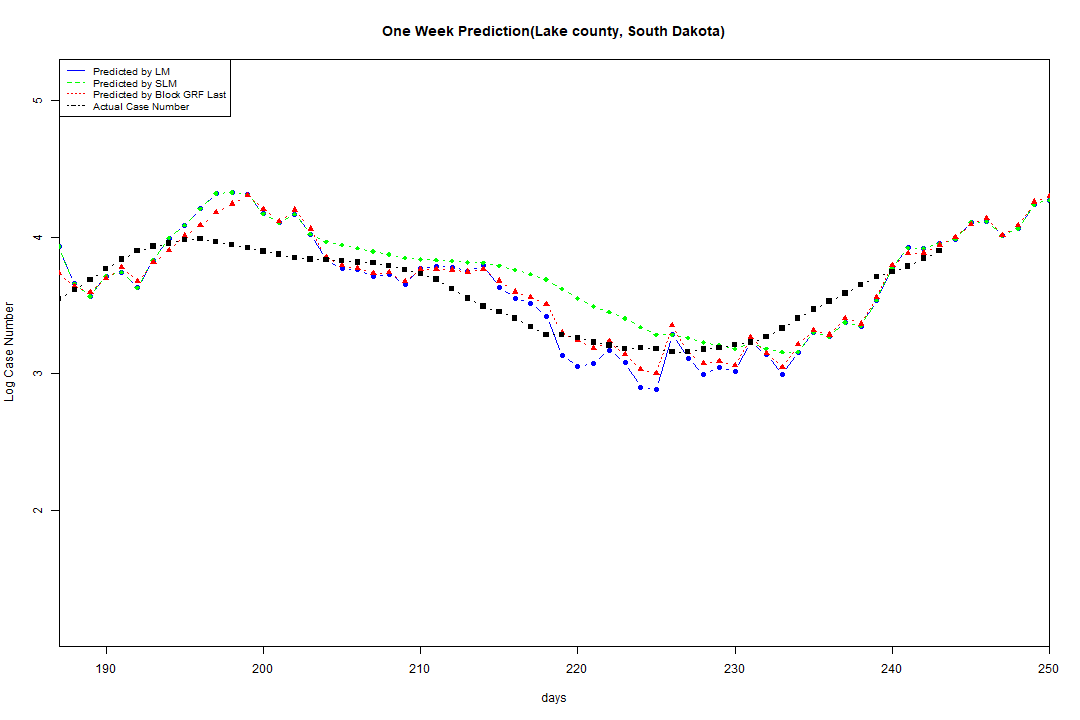 One Week Prediction(Lake county, South Dakota)
Predicted by LM
Predicted by SLM
Predicted by Block GRF Last
Actual Case Number
5
4
3
2
Log Case Number
190 200 210 220 230 240 250
days